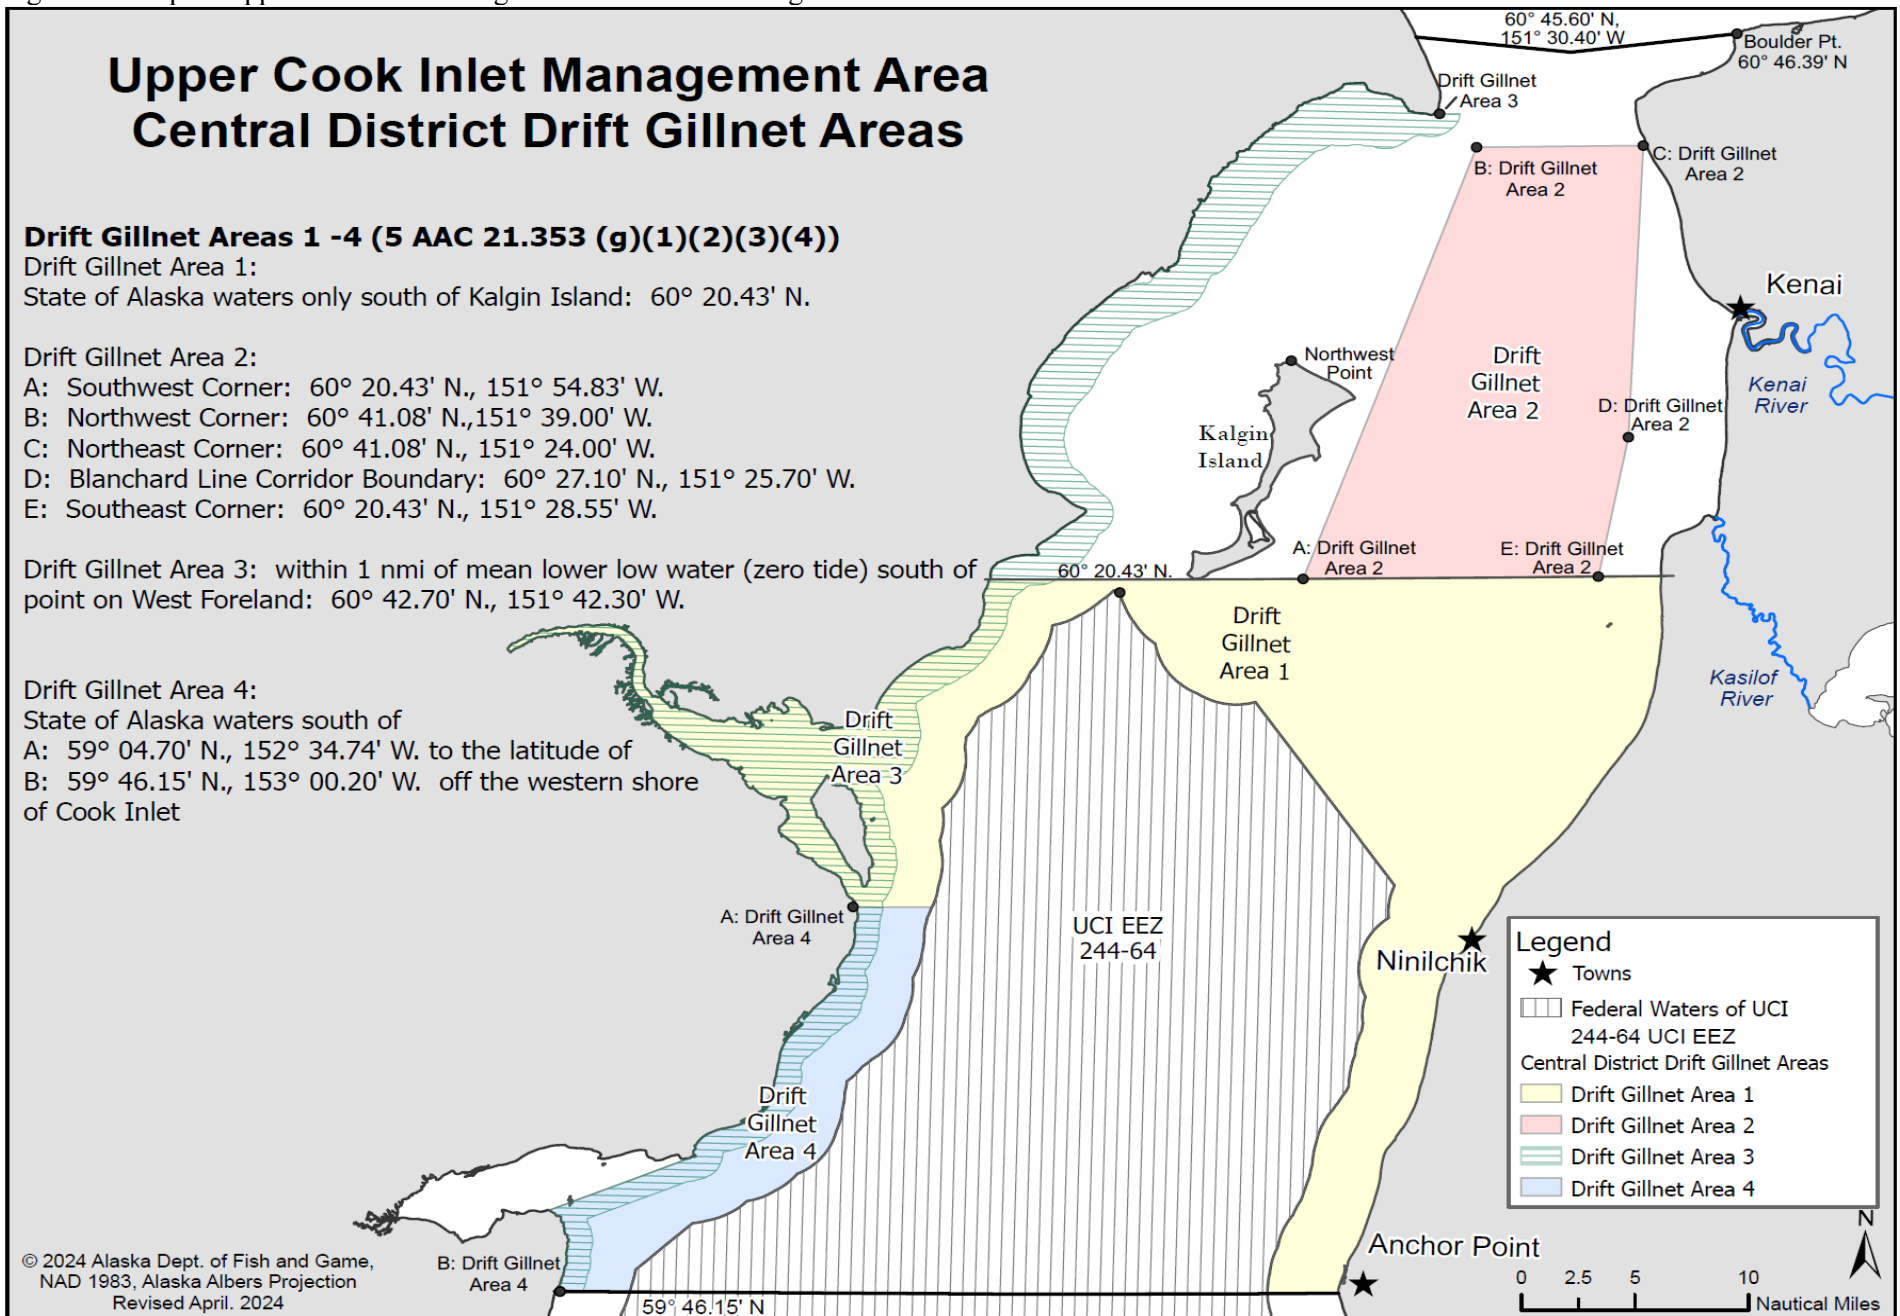 Upper Cook Inlet Management Area
Central District Drift Gillnet Areas
Drift Gillnet Areas 1 -4 (5 AAC 21.353 (g)(1)(2)(3)(4))
Drift Gillnet Area 1:
State of Alaska waters only south of Kalgin Island:  60° 20.43' N.
Drift Gillnet Area 2:
A:  Southwest Corner:  60° 20.43' N., 151° 54.83' W.
B:  Northwest Corner:  60° 41.08' N.,151° 39.00' W.
C:  Northeast Corner:  60° 41.08' N., 151° 24.00' W.
D:  Blanchard Line Corridor Boundary:  60° 27.10' N., 151° 25.70' W.
E:  Southeast Corner:  60° 20.43' N., 151° 28.55' W.
Drift Gillnet Area 3:  within 1 nmi of mean lower low water (zero tide) south of
point on West Foreland:  60° 42.70' N., 151° 42.30' W.
Drift Gillnet Area 4:
State of Alaska waters south of
A:  59° 04.70' N., 152° 34.74' W. to the latitude of
B:  59° 46.15' N., 153° 00.20' W.  off the western shore
of Cook Inlet
60° 45.60' N,
151° 30.40' W
Boulder Pt.
60° 46.39' N
Drift Gillnet
Area 3
B: Drift Gillnet
Area 2
C: Drift Gillnet
Area 2
Kenai
Kenai
River
Northwest
Point
Drift
Gillnet
Area 2
D: Drift Gillnet
Area 2
Kalgin
Island
A: Drift Gillnet
Area 2
E: Drift Gillnet
Area 2
60° 20.43' N.
Drift
Gillnet
Area 1
Kasilof
River
Drift
Gillnet
Area 3
A: Drift Gillnet
Area 4
UCI EEZ
244-64
Ninilchik
Drift
Gillnet
Area 4
B: Drift Gillnet
Area 4
59° 46.15' N
Anchor Point
Legend
Towns
Federal Waters of UCI
244-64 UCI EEZ
Central District Drift Gillnet Areas
Drift Gillnet Area 1
Drift Gillnet Area 2
Drift Gillnet Area 3
Drift Gillnet Area 4
N
0 2.5 5 10
Nautical Miles
© 2024 Alaska Dept. of Fish and Game,
NAD 1983, Alaska Albers Projection
Revised April. 2024